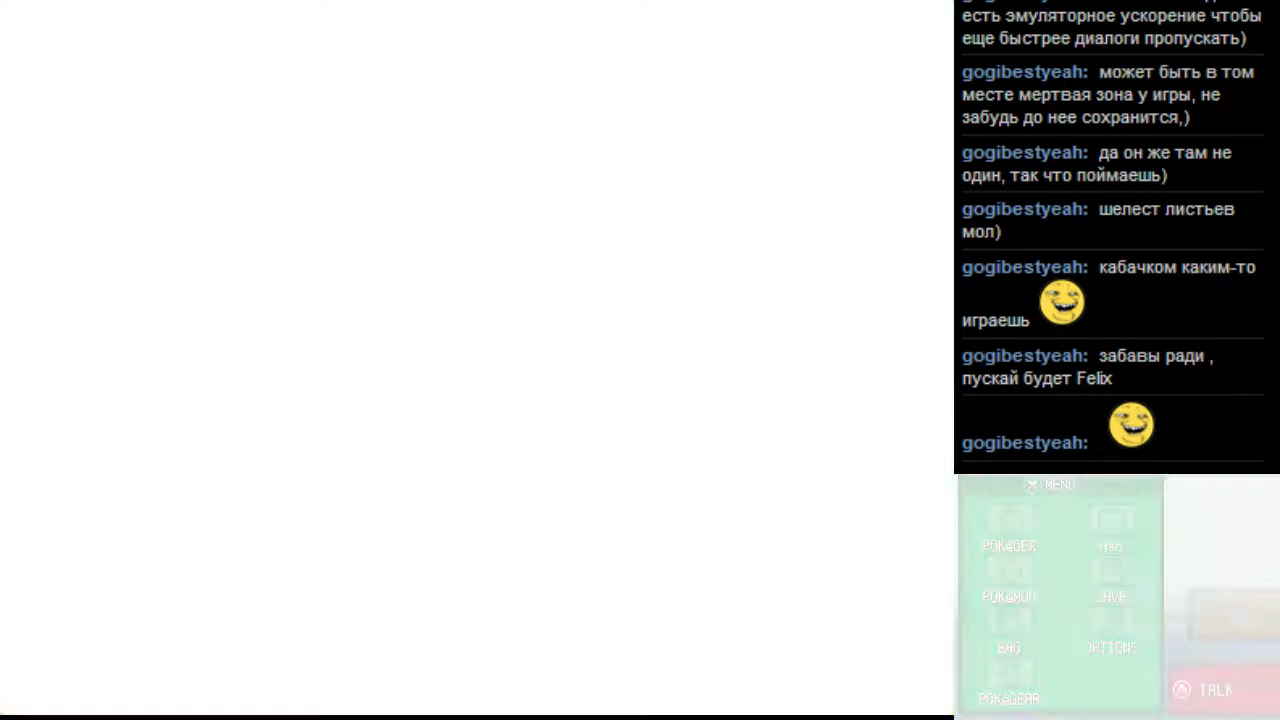 есть эмуляторное ускорение чтобы
еще быстрее диалоги пропускать)
gogibestyeah: может быть в том
месте мертвая зона у игры, не
забудь до нее сохранится,)
gogibestyeah: да он же там не
один, так что поймаешь)
gogibestyeah: шелест листьев
мол)
gogibestyeah: кабачком каким-то
играешь
gogibestyeah: забавы ради ,
пускай будет Felix
gogibestyeah:
MENU
POKéDEX
POKéMON
SAVE
BAG
OPTIONS
POKéGEAR
TALK